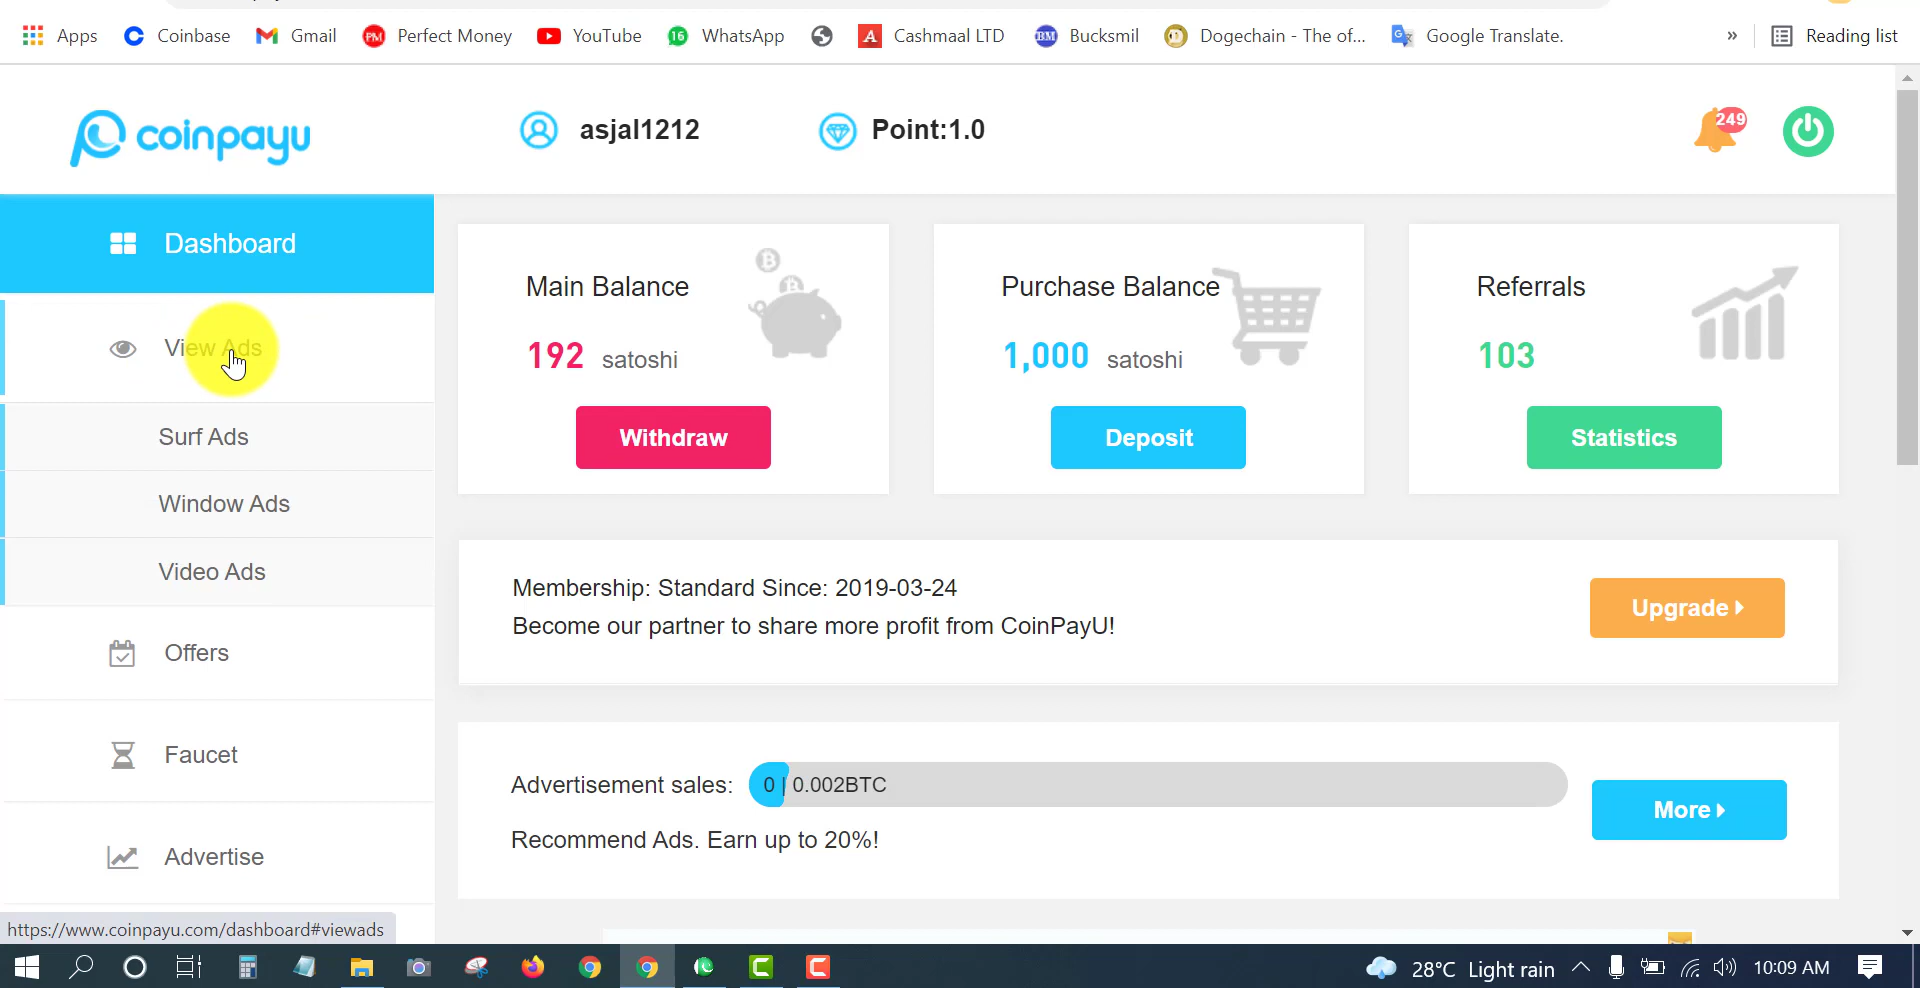 Apps
Coinbase
Gmail
PM
Perfect Money
YouTube
16
WhatsApp
A
Cashmaal LTD
BM
Bucksmil
Dogechain - The of...
Google Translate.
»
Reading list
coinpayu
asjal1212
Point:1.0
249
Dashboard
View Ads
Surf Ads
Window Ads
Video Ads
Offers
Faucet
Advertise
Main Balance
192 satoshi
Withdraw
Purchase Balance
1,000 satoshi
Deposit
Referrals
103
Statistics
Membership: Standard Since: 2019-03-24
Become our partner to share more profit from CoinPayU!
Upgrade
Advertisement sales:
0 | 0.002BTC
Recommend Ads. Earn up to 20%!
More
https://www.coinpayu.com/dashboard#viewads
28°C Light rain
10:09 AM